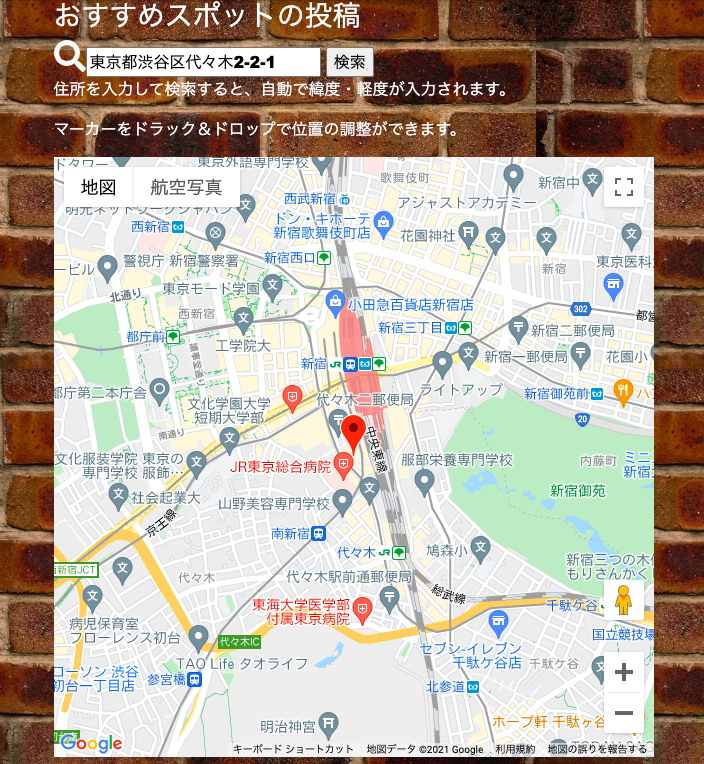 おすすめスポットの投稿
東京都渋谷区代々木2-2-1 検索
住所を入力して検索すると、自動で緯度・軽度が入力されます。
マーカーをドラック＆ドロップで位置の調整ができます。
東京外語専門学校
歌舞伎町
地図 航空写真
新宿中
西武新宿
アジャストアカデミー
ドン・キホーテ
新宿歌舞伎町店
西新宿
花園神社
警視庁 新宿警察署
新宿西口
新宿
東京医科
東京モード学園
北通り
小田急百貨店新宿店
302
西新宿
新宿三丁目
都庁前
工学院大
新宿二郵便局
議事堂通り
新宿 JR
新宿一郵便局
花園小
都庁第二本庁舎
ライトアップ
新宿御苑前
文化学園大学
短期大学部
代々木二郵便局
20
南通り
中央東線
文化服装学院
専門学校
東京の
服飾…
JR東京総合病院
服部栄養専門学校
内藤町
新宿御苑
社会起業大
山野美容専門学校
京王線
南新宿
代々木 JR
鳩森小
新宿三つの木
もりさんかく
新宿JCT
代々木
代々木駅前通郵便局
総武線
東海大学医学部
付属東京病院
千駄ケ谷
病児保育室
フローレンス初台
国立競技場
代々木IC
セブン-イレブン
千駄ケ谷店
TAO Life タオライフ
千駄ケ谷
ローソン 渋谷
初台一丁目店
参宮橋
北参道
明治神宮
ホープ軒 千駄ヶ谷
Google
キーボード ショートカット 地図データ ©2021 Google 利用規約 地図の誤りを報告する